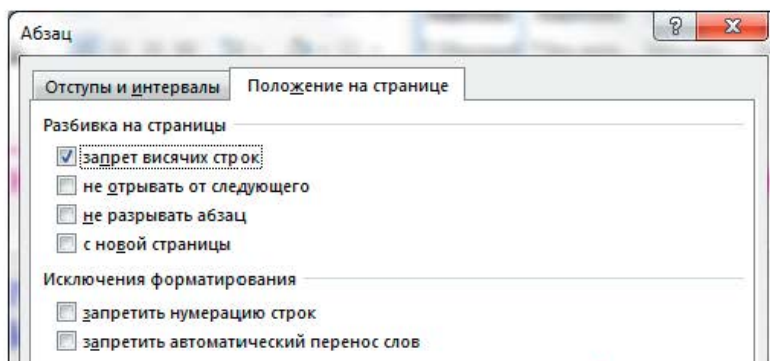 Абзац
Отступы и интервалы Положение на странице
Разбивка на страницы
запрет висячих строк
не отрывать от следующего
не разрывать абзац
с новой страницы
Исключения форматирования
запретить нумерацию строк
запретить автоматический перенос слов